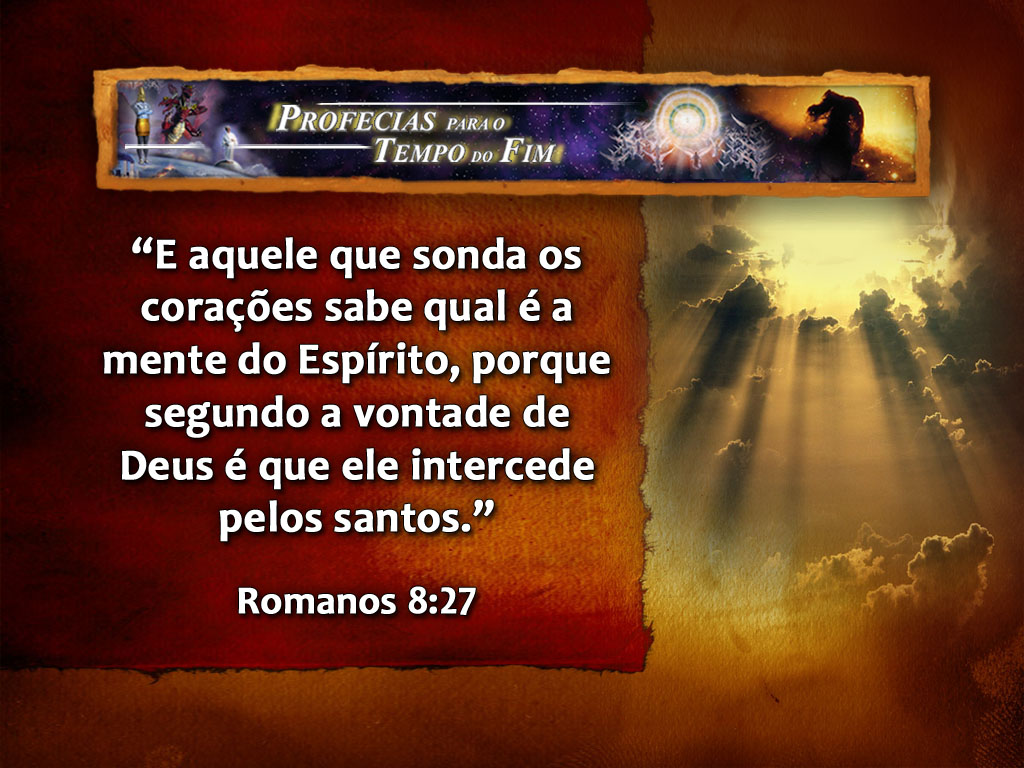 PROFECIAS PARA O
TEMPO DO FIM
“E aquele que sonda os
corações sabe qual é a
mente do Espírito, porque
segundo a vontade de
Deus é que ele intercede
pelos santos.”
Romanos 8:27